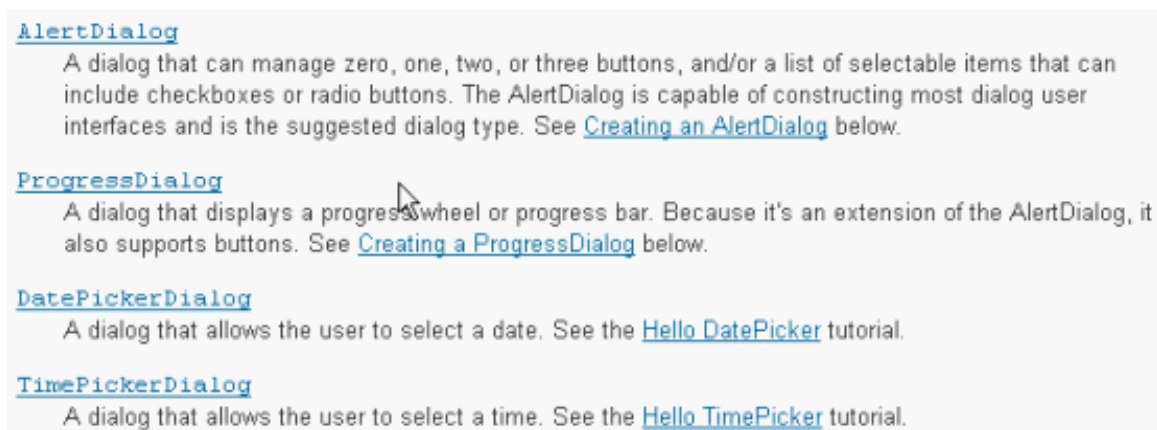 AlertDialog
A dialog that can manage zero, one, two, or three buttons, and/or a list of selectable items that can
include checkboxes or radio buttons. The AlertDialog is capable of constructing most dialog user
interfaces and is the suggested dialog type. See Creating an AlertDialog below.
ProgressDialog
A dialog that displays a progress wheel or progress bar. Because it's an extension of the AlertDialog, it
also supports buttons. See Creating a ProgressDialog below.
DatePickerDialog
A dialog that allows the user to select a date. See the Hello DatePicker tutorial.
TimePickerDialog
A dialog that allows the user to select a time. See the Hello TimePicker tutorial.